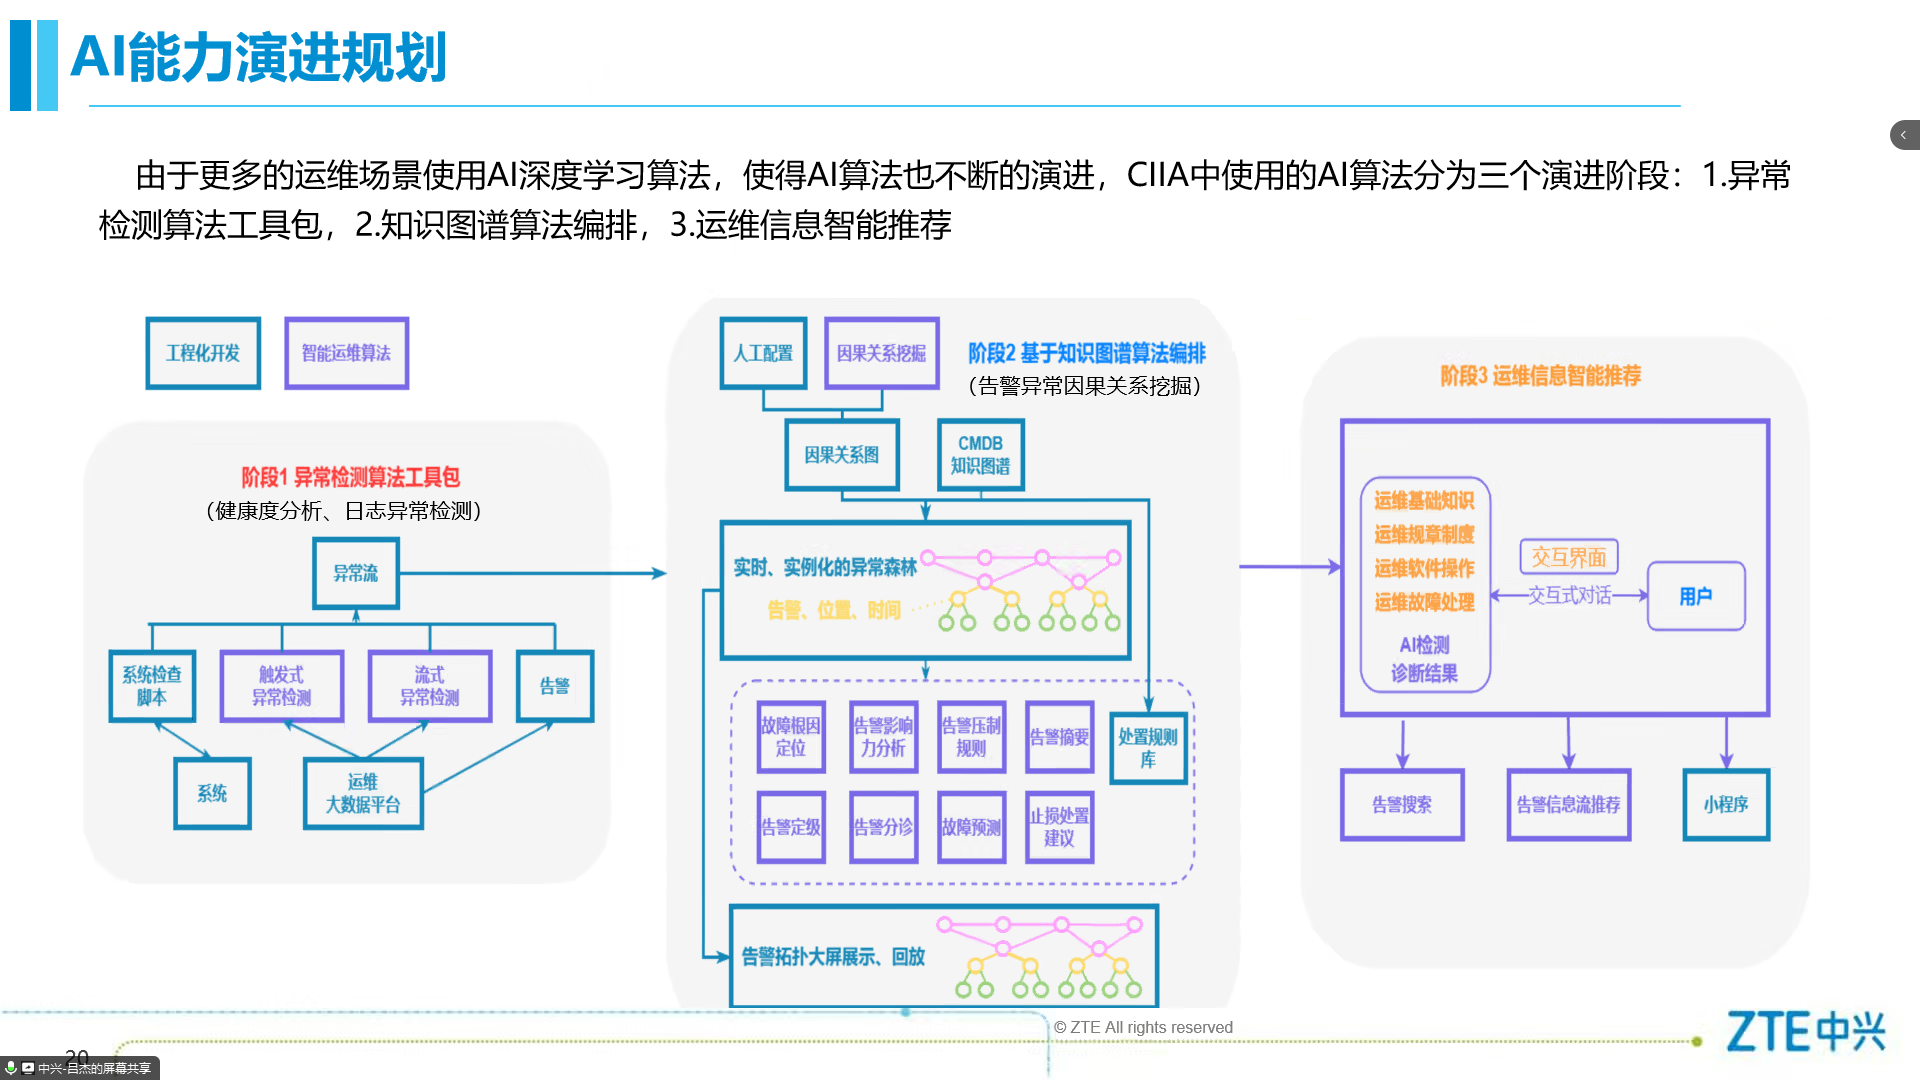 AI能力演进规划
由于更多的运维场景使用AI深度学习算法，使得AI算法也不断的演进，CIIA中使用的AI算法分为三个演进阶段：1.异常
检测算法工具包，2.知识图谱算法编排，3.运维信息智能推荐
工程化开发
智能运维算法
阶段1 异常检测算法工具包
（健康度分析、日志异常检测）
异常流
系统检查
脚本
触发式
异常检测
流式
异常检测
告警
系统
运维
大数据平台
人工配置
因果关系挖掘
阶段2 基于知识图谱算法编排
（告警异常因果关系挖掘）
因果关系图
CMDB
知识图谱
实时、实例化的异常森林
告警、位置、时间
故障根因
定位
告警影响
力分析
告警压制
规则
告警摘要
处置规则
库
告警定级
告警分诊
故障预测
止损处置
建议
告警拓扑大屏展示、回放
阶段3 运维信息智能推荐
运维基础知识
运维规章制度
运维软件操作
运维故障处理
AI检测
诊断结果
交互界面
交互式对话
用户
告警搜索
告警信息流推荐
小程序
© ZTE All rights reserved
ZTE中兴
20
中兴-吕杰的屏幕共享